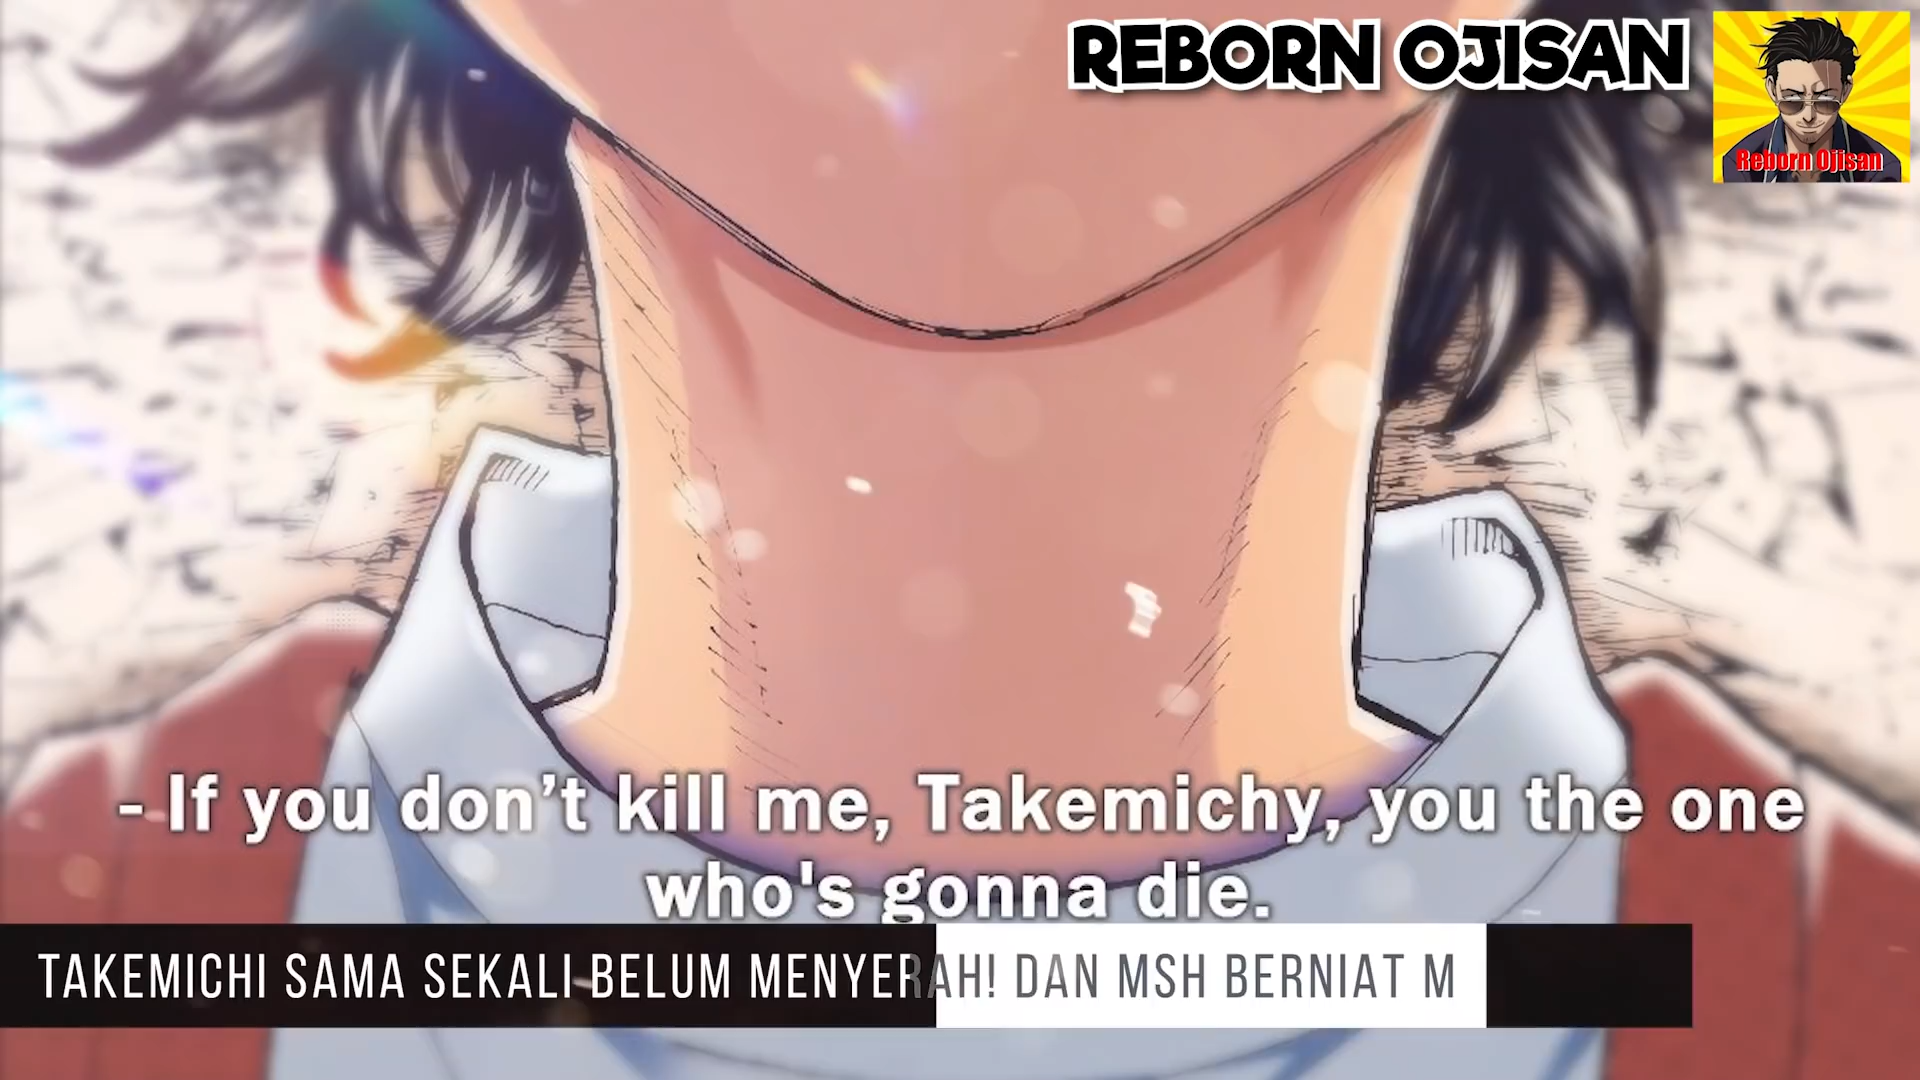 REBORN OJISAN
Reborn Ojisan
- If you don’t kill me, Takemichy, you the one
who's gonna die.
TAKEMICHI SAMA SEKALI BELUM MENYERAH! DAN MSH BERNIAT M